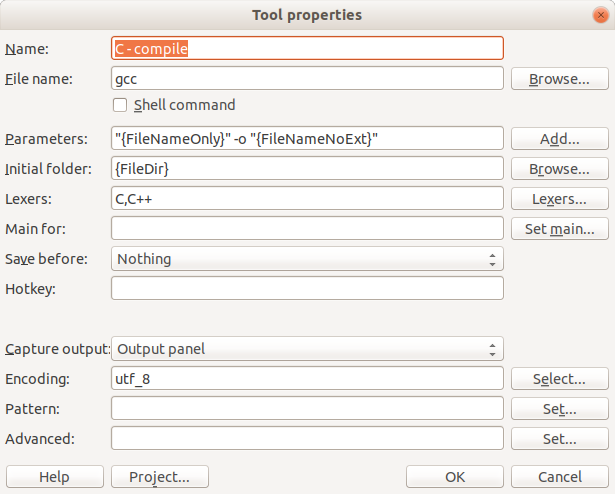 Tool properties
Name: C - compile
File name: gcc Browse...
Shell command
Parameters: "{FileNameOnly}" -o "{FileNameNoExt}" Add...
Initial folder: {FileDir} Browse...
Lexers: C,C++ Lexers...
Main for: Set main...
Save before: Nothing
Hotkey:
Capture output: Output panel
Encoding: utf_8 Select...
Pattern: Set...
Advanced: Set...
Help Project... OK Cancel